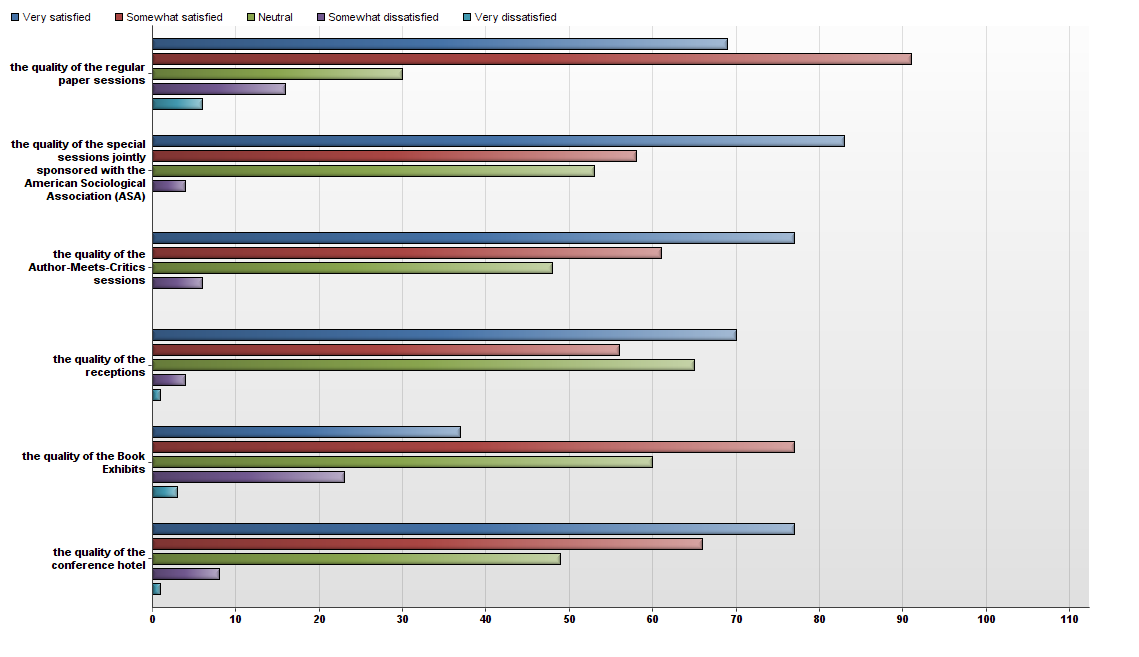 Very satisfied Somewhat satisfied Neutral Somewhat dissatisfied Very dissatisfied
the quality of the regular
paper sessions
the quality of the special
sessions jointly
sponsored with the
American Sociological
Association (ASA)
the quality of the
Author-Meets-Critics
sessions
the quality of the
receptions
the quality of the Book
Exhibits
the quality of the
conference hotel
0 10 20 30 40 50 60 70 80 90 100 110